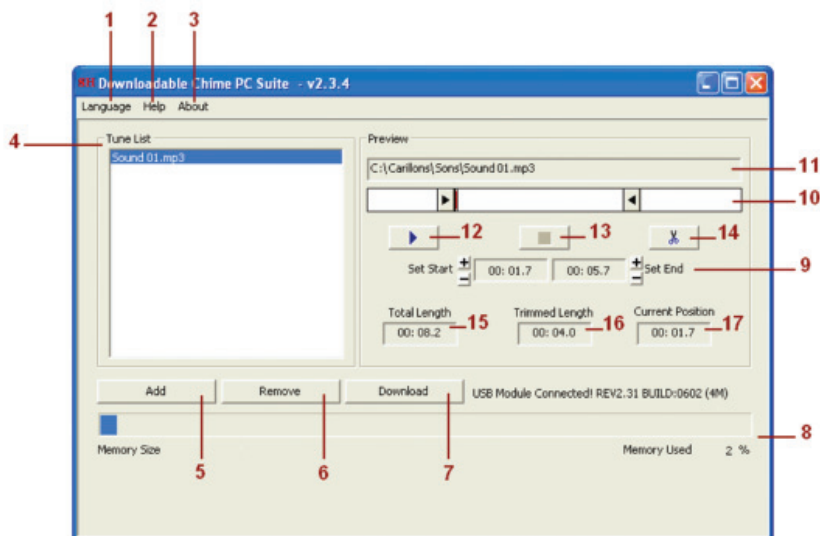 1 2 3
Downloadable Chime PC Suite - v2.3.4
Language Help About
4 Tune List
Sound 01.mp3
Preview
C:\Carillons\Sons\Sound 01.mp3 11
10
12 13 14
Set Start + - 00: 01.7 00: 05.7 + - Set End 9
Total Length Trimmed Length Current Position
00: 08.2 15 00: 04.0 16 00: 01.7 17
Add Remove Download USB Module Connected! REV2.31 BUILD:0602 (4M)
8
Memory Size Memory Used 2 %
5 6 7